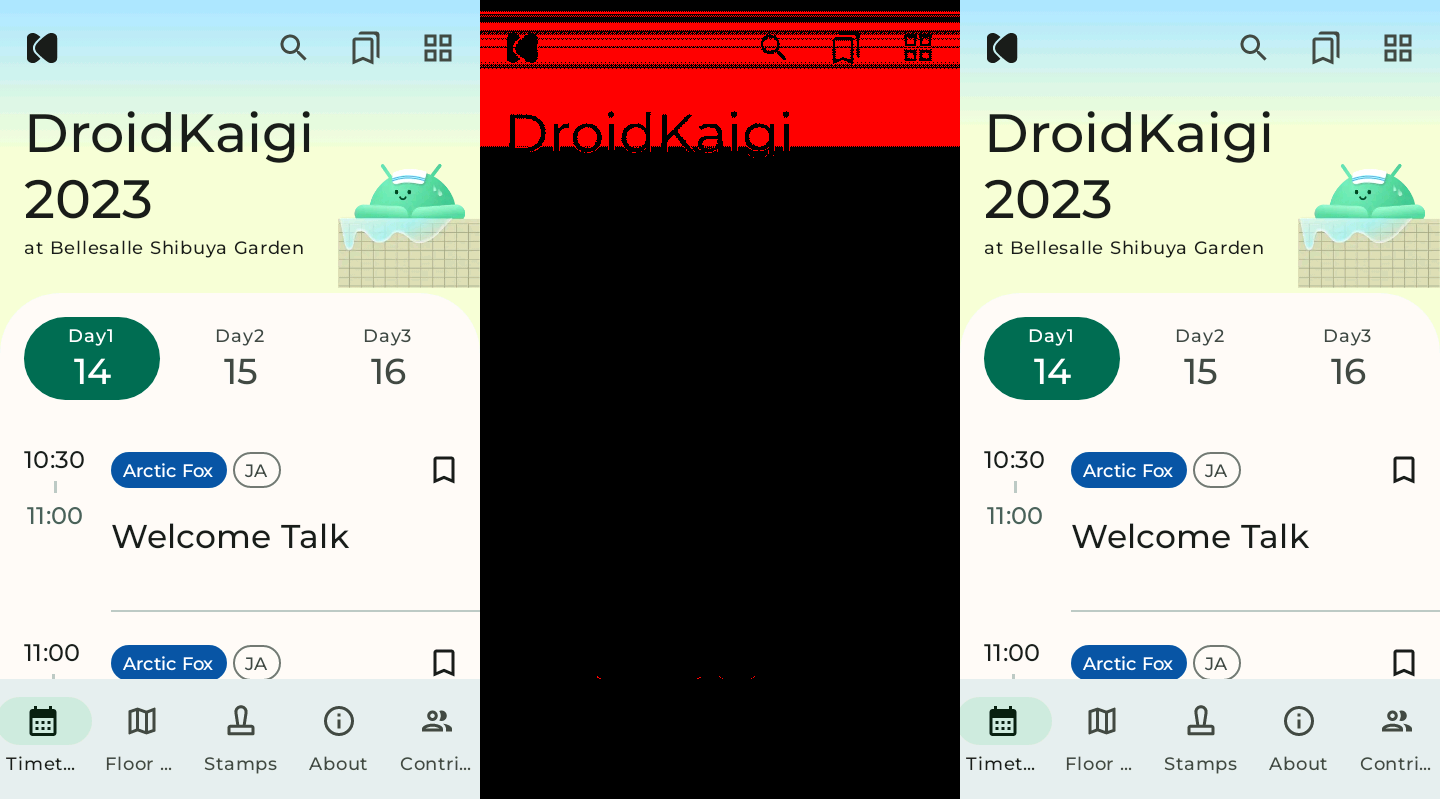 DroidKaigi
2023
at Bellesalle Shibuya Garden
Day1
14
Day2
15
Day3
16
10:30
11:00
Arctic Fox
JA
Welcome Talk
11:00
Arctic Fox
JA
Timet...
Floor ...
Stamps
About
Contri...
DroidKaigi
DroidKaigi
2023
at Bellesalle Shibuya Garden
Day1
14
Day2
15
Day3
16
10:30
11:00
Arctic Fox
JA
Welcome Talk
11:00
Arctic Fox
JA
Timet...
Floor ...
Stamps
About
Contri...